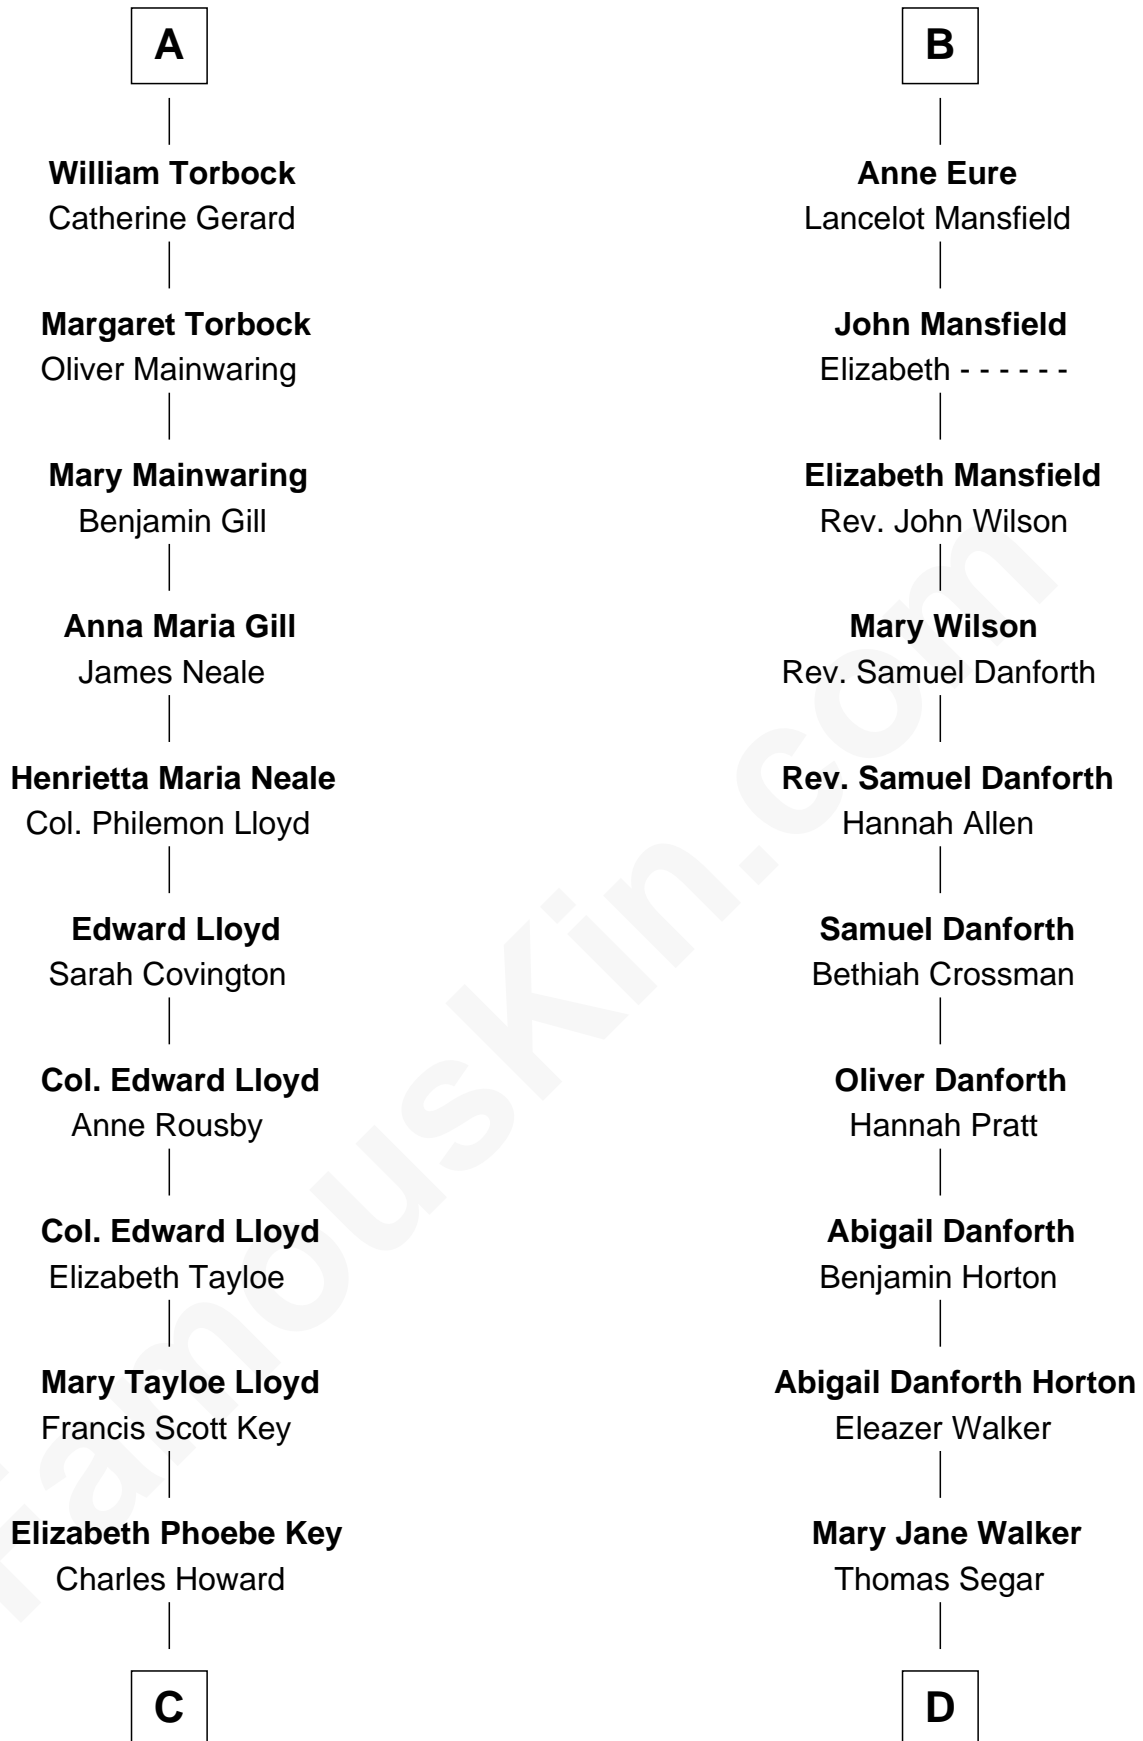 A
William Torbock
Catherine Gerard
Margaret Torbock
Oliver Mainwaring
Mary Mainwaring
Benjamin Gill
Anna Maria Gill
James Neale
Henrietta Maria Neale
Col. Philemon Lloyd
Edward Lloyd
Sarah Covington
Col. Edward Lloyd
Anne Rousby
Col. Edward Lloyd
Elizabeth Tayloe
Mary Tayloe Lloyd
Francis Scott Key
Elizabeth Phoebe Key
Charles Howard
C
B
Anne Eure
Lancelot Mansfield
John Mansfield
Elizabeth - - - - - -
Elizabeth Mansfield
Rev. John Wilson
Mary Wilson
Rev. Samuel Danforth
Rev. Samuel Danforth
Hannah Allen
Samuel Danforth
Bethiah Crossman
Oliver Danforth
Hannah Pratt
Abigail Danforth
Benjamin Horton
Abigail Danforth Horton
Eleazer Walker
Mary Jane Walker
Thomas Segar
D
FamousKin.com